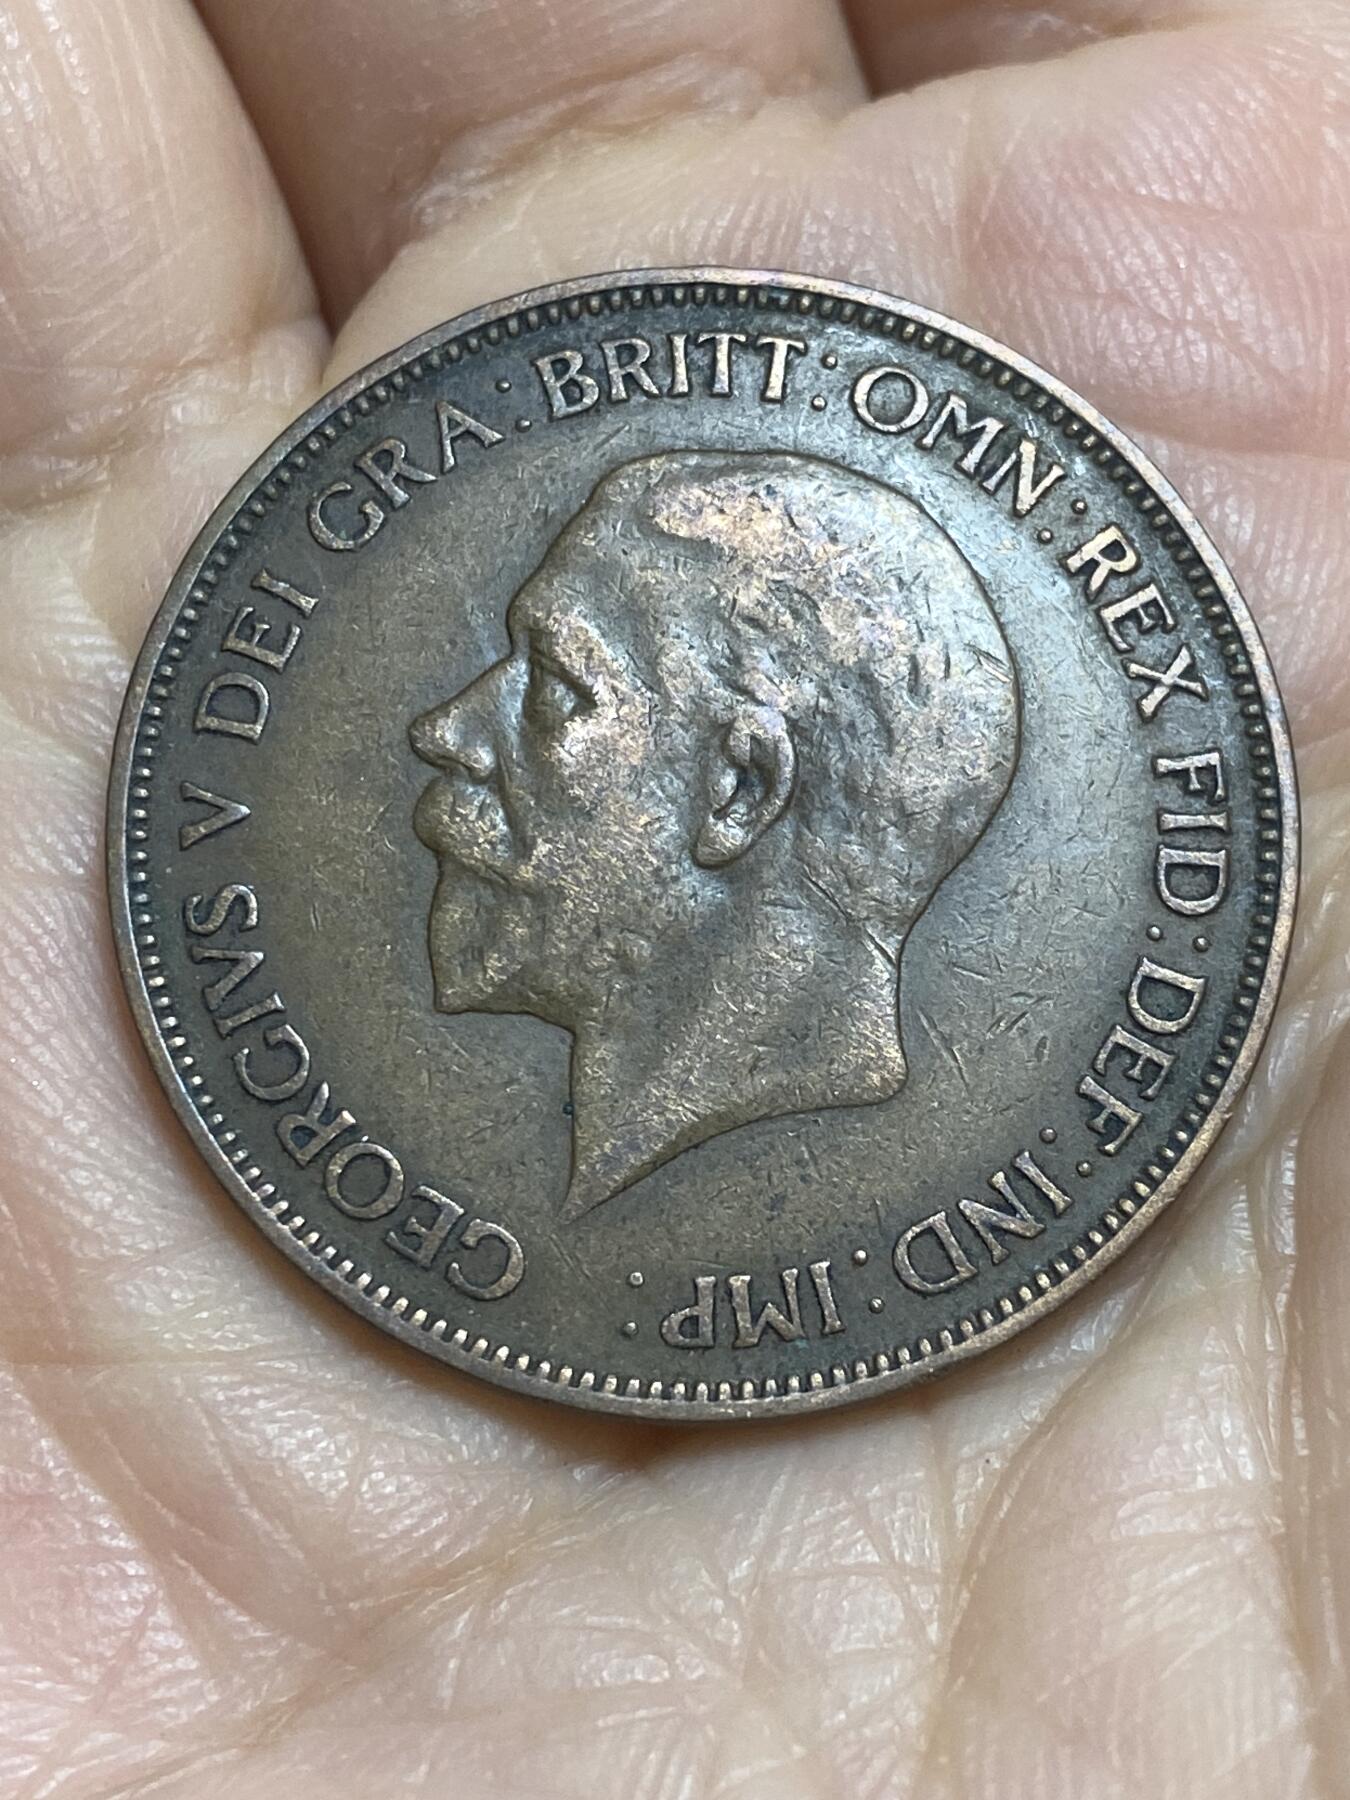 GEORGIVS V DEI GRA: BRITT: OMN: REX FID: DEF: IND: IMP: